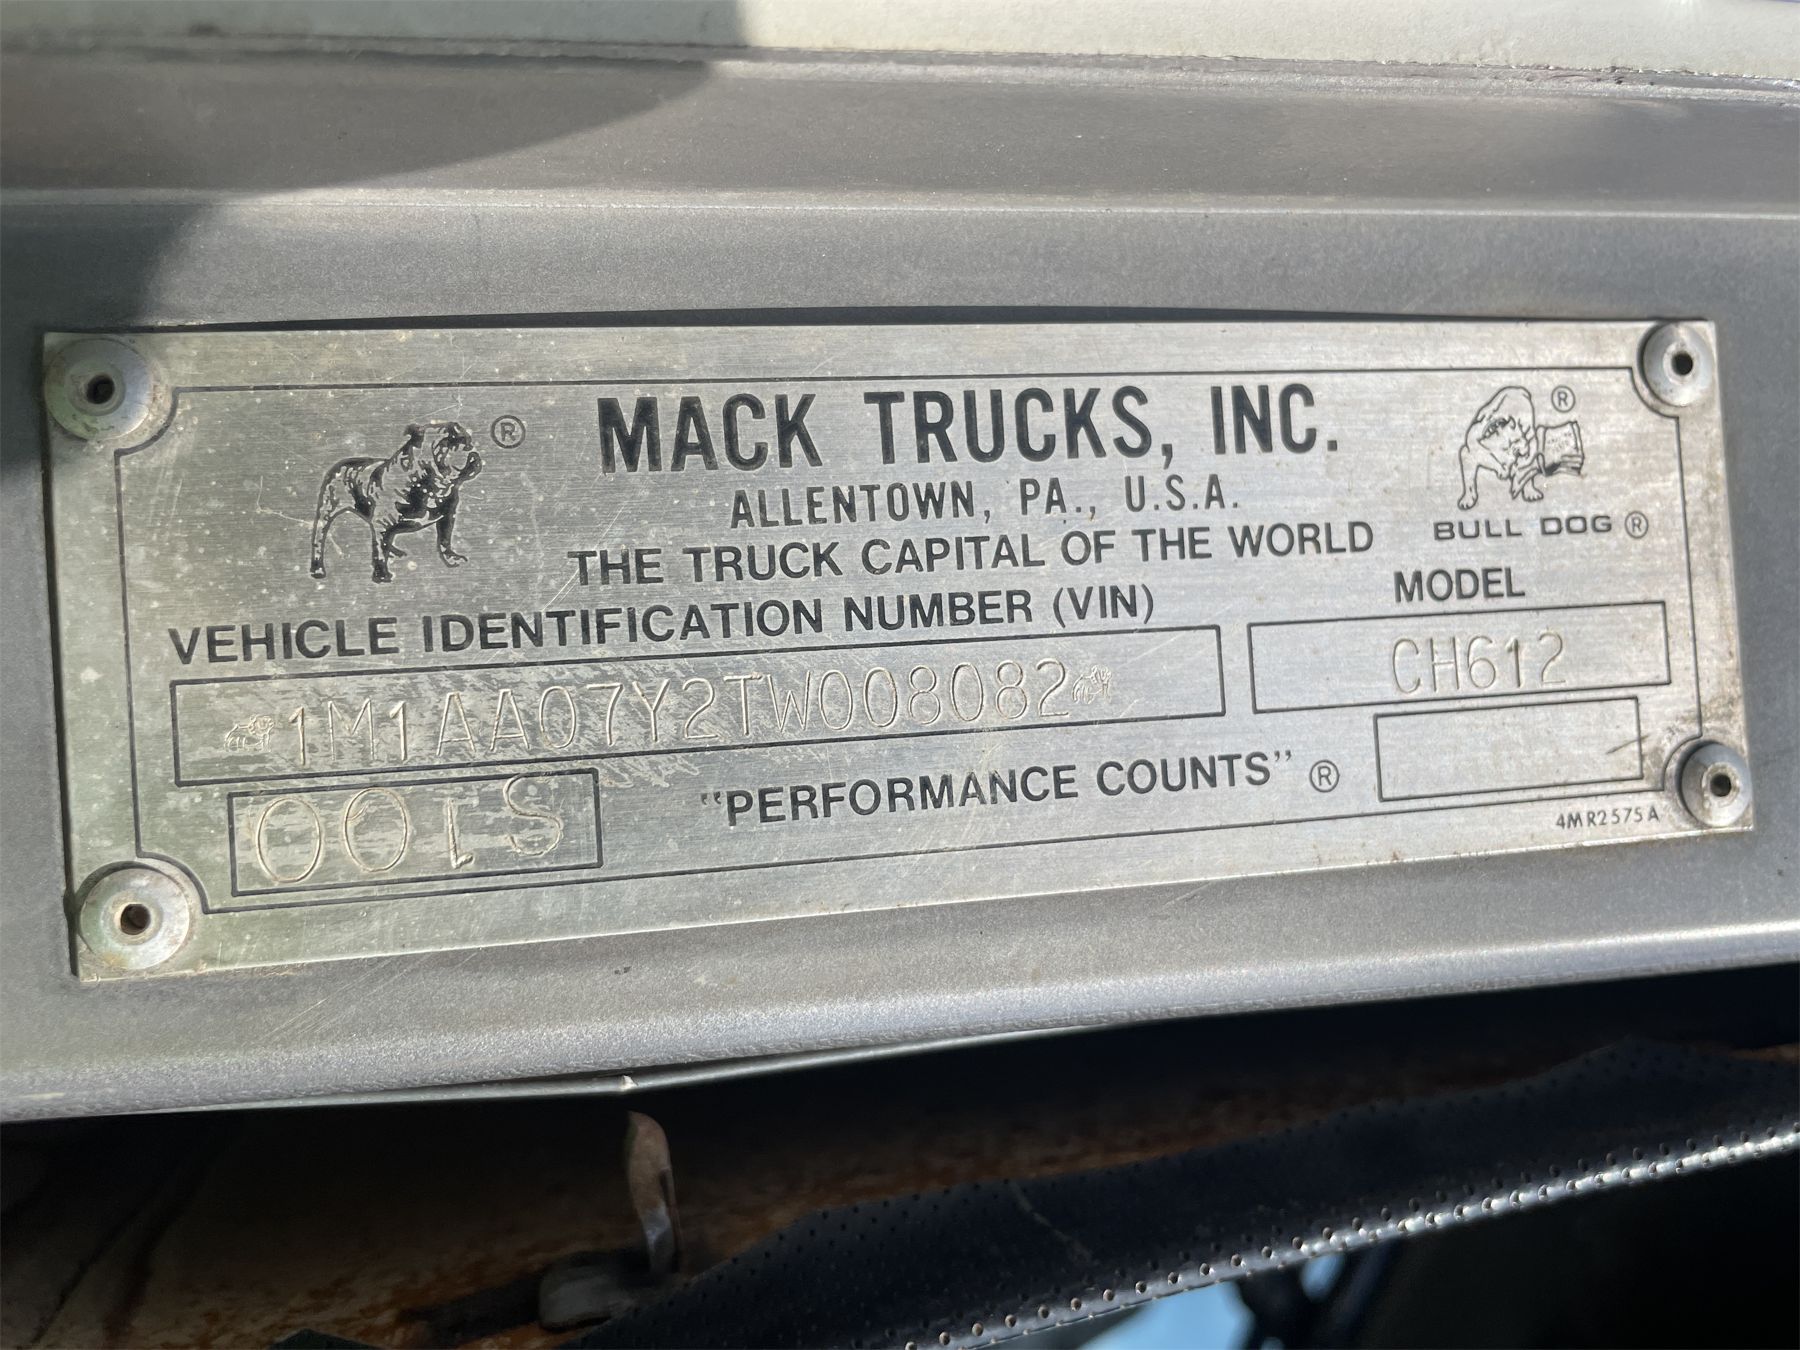 ®
MACK TRUCKS, INC.
®
ALLENTOWN, PA., U.S.A.
BULL DOG ®
THE TRUCK CAPITAL OF THE WORLD
VEHICLE IDENTIFICATION NUMBER (VIN)
MODEL
1M1AA07Y2TW008082
CH612
S100
"PERFORMANCE COUNTS" ®
4MR2575A